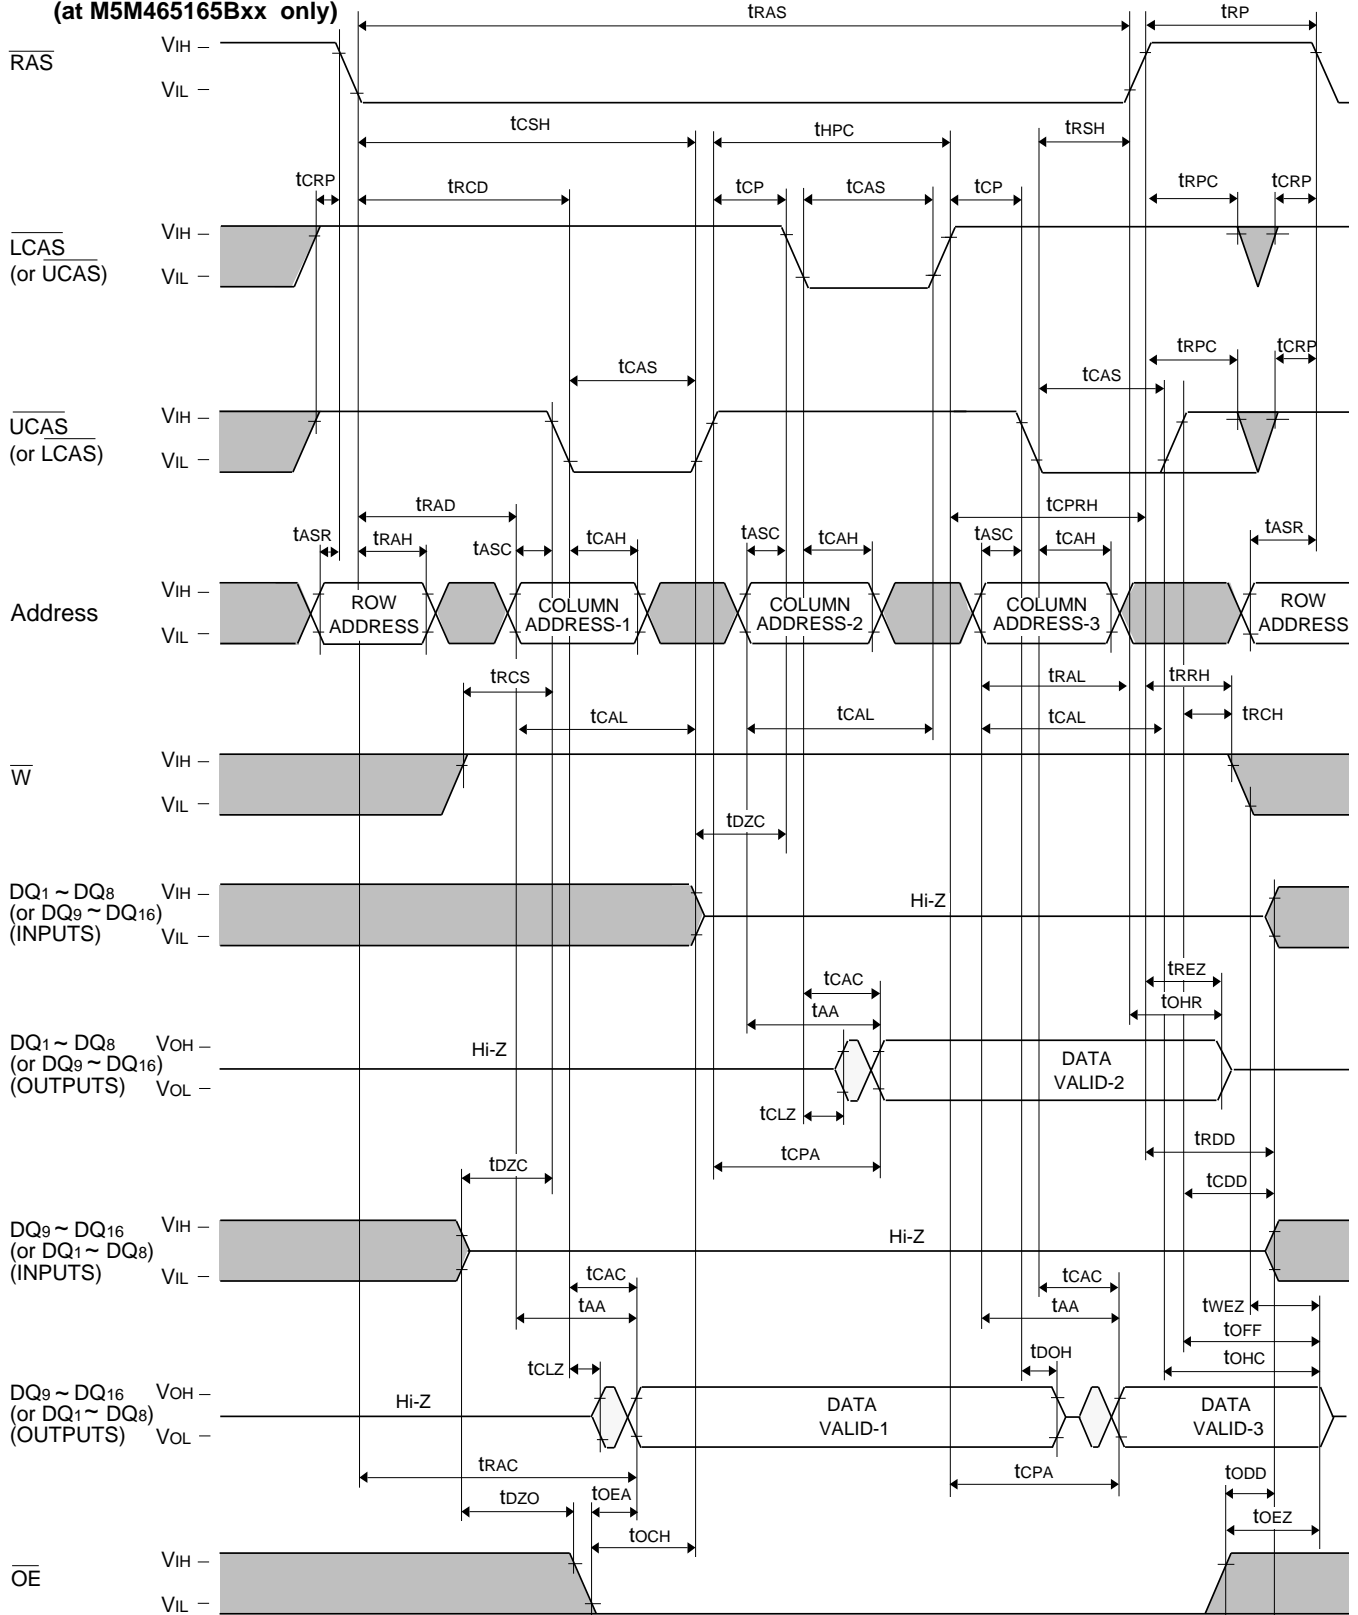 (at M5M465165Bxx only)
tRAS
tRP
RAS
VIH
VIL
tCSH
tHPC
tRSH
tCRP
tRCD
tCP
tCAS
tCP
tRPC
tCRP
LCAS
(or UCAS)
VIH
VIL
tRPC
tCRP
tCAS
tCAS
UCAS
(or LCAS)
VIH
VIL
tRAD
tCPRH
tASR
tRAH
tASC
tCAH
tASC
tCAH
tASC
tCAH
tASR
Address
VIH
VIL
ROW
ADDRESS
COLUMN
ADDRESS-1
COLUMN
ADDRESS-2
COLUMN
ADDRESS-3
ROW
ADDRESS
tRCS
tRAL
tRRH
tCAL
tCAL
tCAL
tRCH
W
VIH
VIL
tDZC
DQ1 ~ DQ8
(or DQ9 ~ DQ16)
(INPUTS)
VIH
VIL
Hi-Z
tCAC
tREZ
tAA
tOHR
DQ1 ~ DQ8
(or DQ9 ~ DQ16)
(OUTPUTS)
VOH
VOL
Hi-Z
DATA
VALID-2
tCLZ
tRDD
tCPA
tDZC
tCDD
DQ9 ~ DQ16
(or DQ1 ~ DQ8)
(INPUTS)
VIH
VIL
Hi-Z
tCAC
tCAC
tAA
tAA
tWEZ
tOFF
tCLZ
tDOH
tOHC
DQ9 ~ DQ16
(or DQ1 ~ DQ8)
(OUTPUTS)
VOH
VOL
Hi-Z
DATA
VALID-1
DATA
VALID-3
tRAC
tCPA
tODD
tDZO
tOEA
tOEZ
tOCH
OE
VIH
VIL